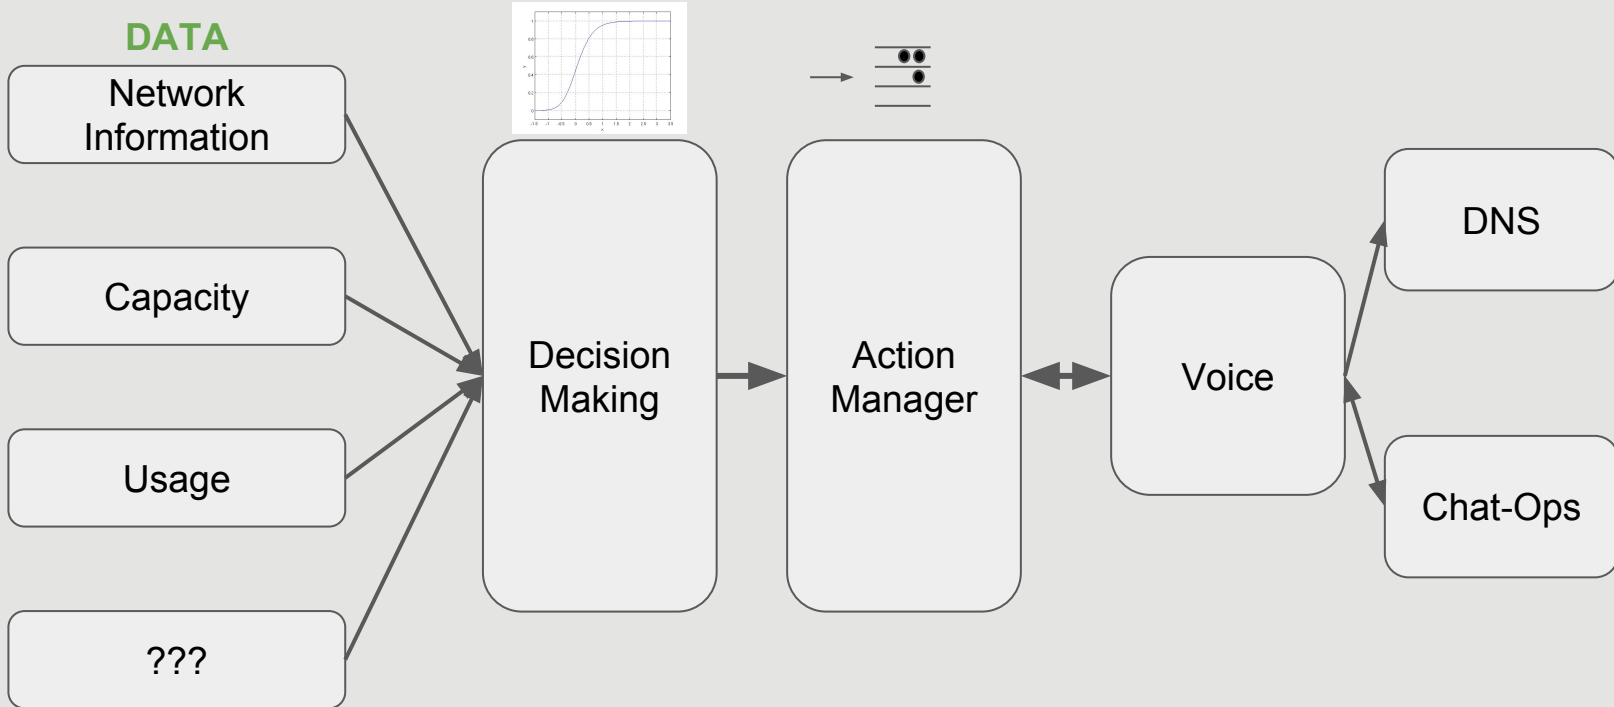 DATA
Network
Information
Capacity
Usage
???
Decision
Making
Action
Manager
Voice
DNS
Chat-Ops